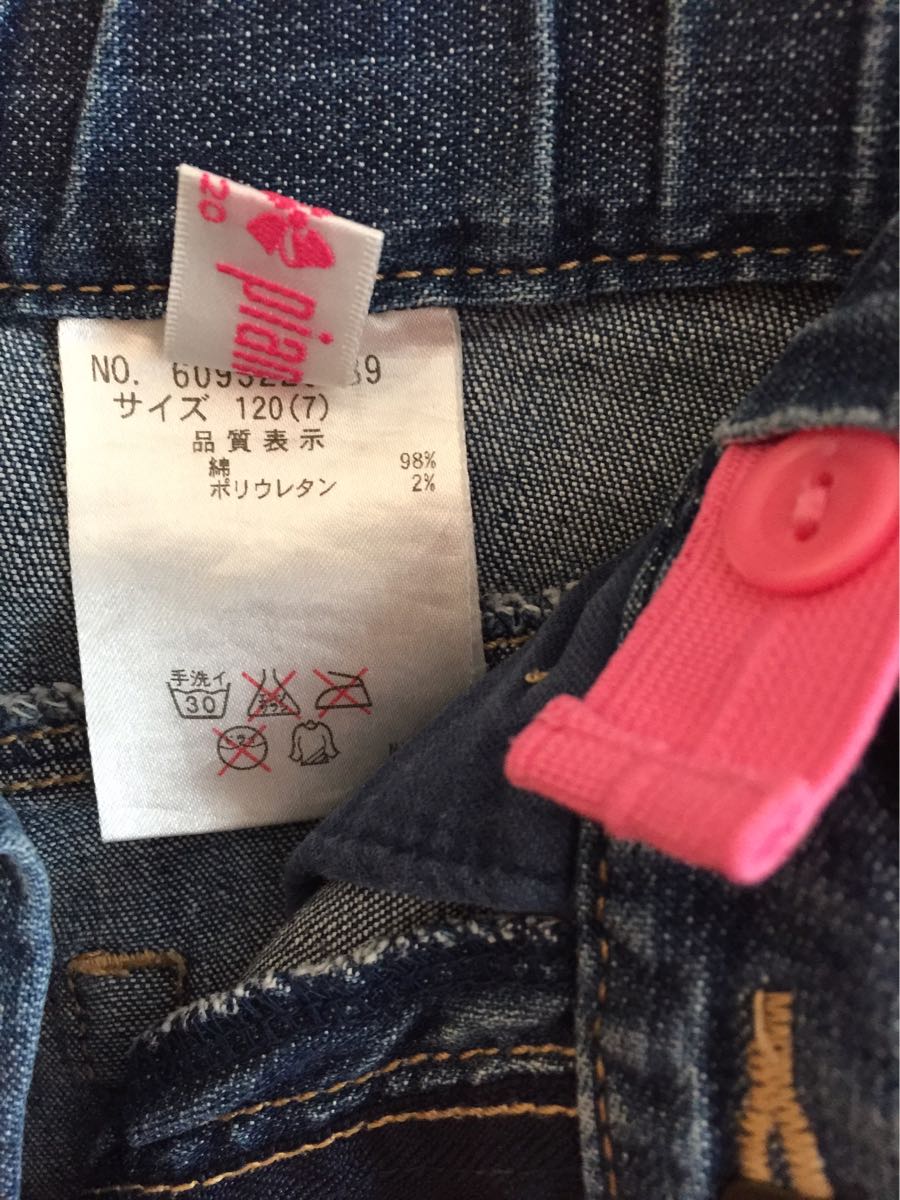 20
NO.
サイズ 120(7)
品質表示
綿 98%
ポリウレタン 2%
手洗イ
30